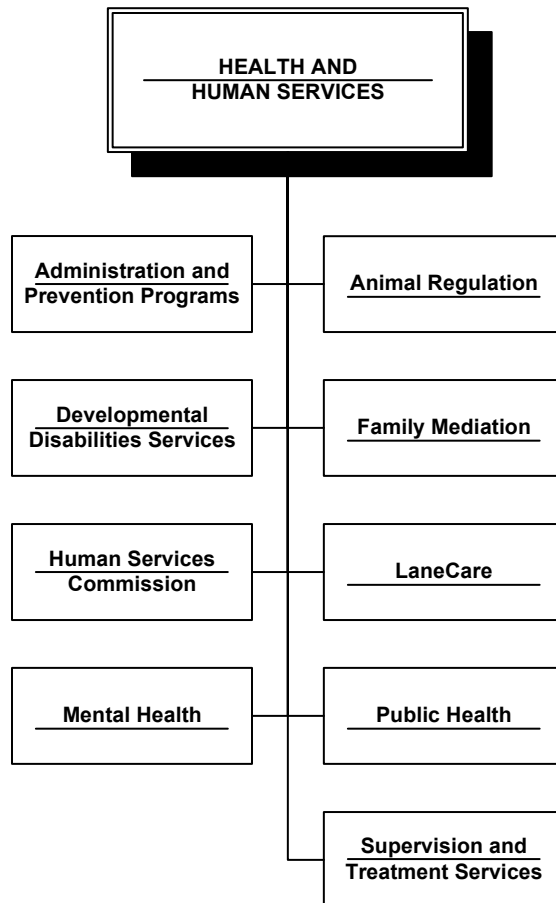 HEALTH AND
HUMAN SERVICES
Administration and
Prevention Programs
Animal Regulation
Developmental
Disabilities Services
Family Mediation
Human Services
Commission
LaneCare
Mental Health
Public Health
Supervision and
Treatment Services